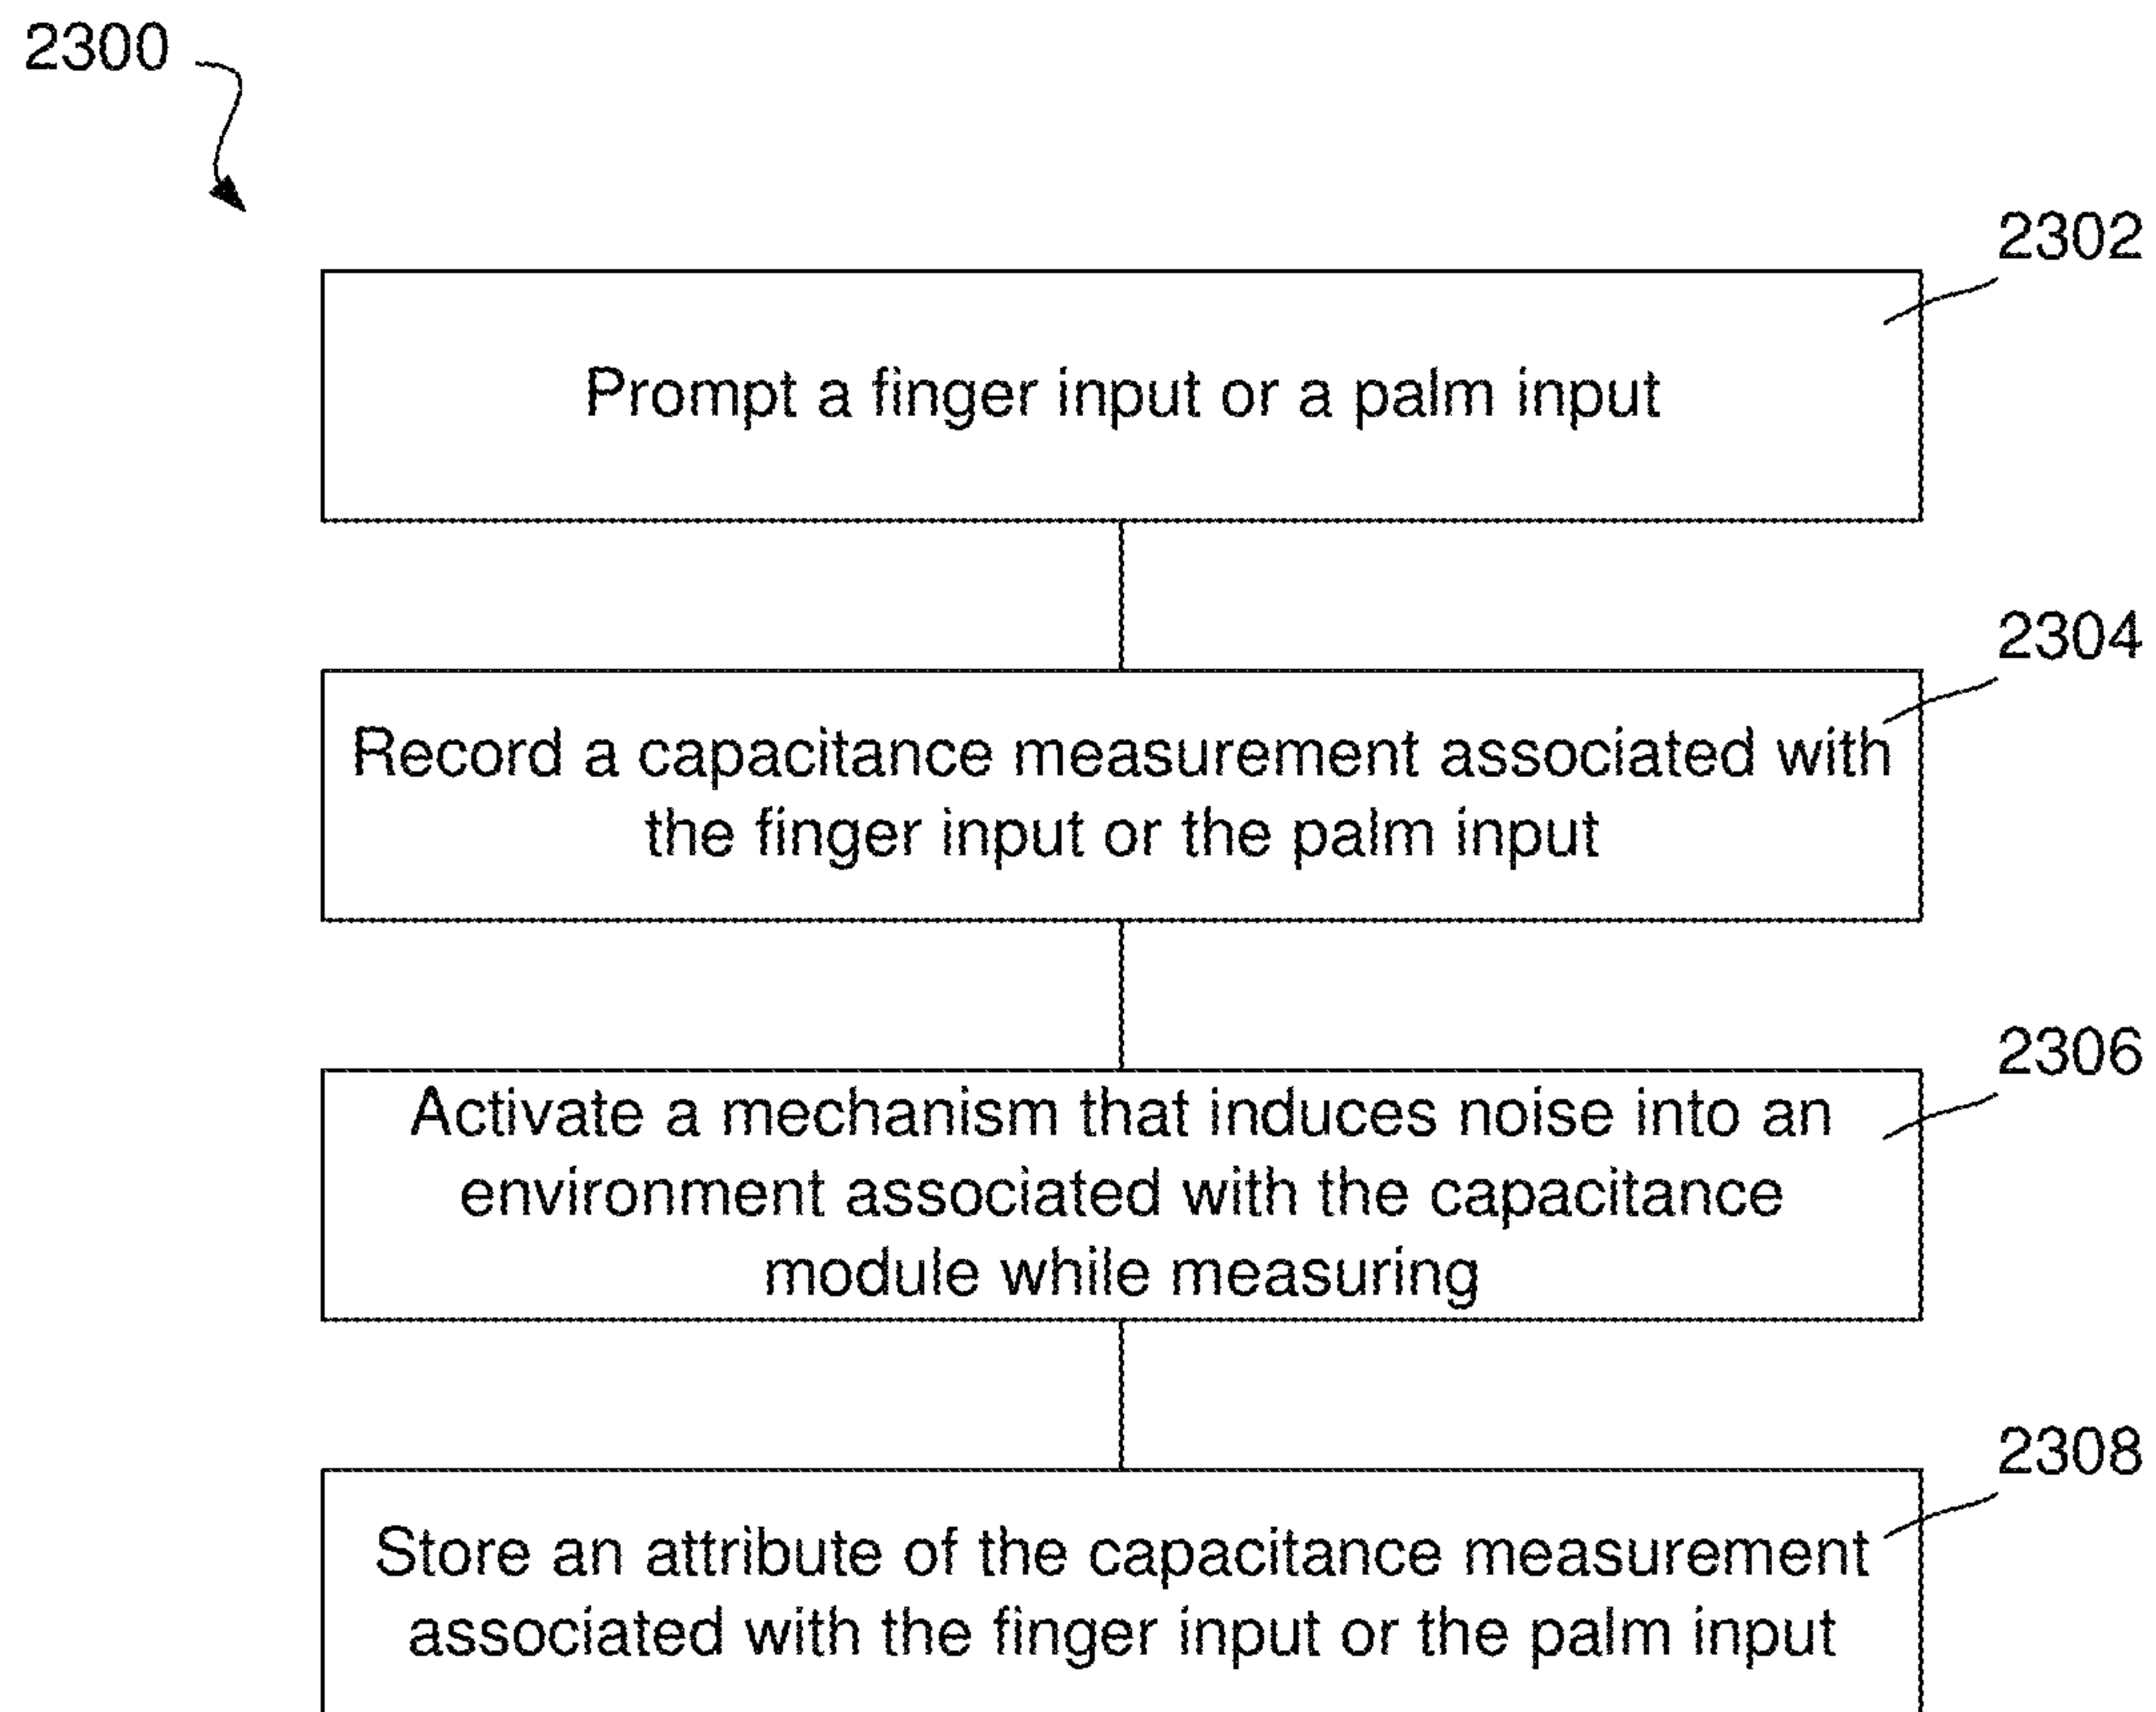 2300
2302
Prompt a finger input or a palm input
2304
Record a capacitance measurement associated with
the finger input or the palm input
2306
Activate a mechanism that induces noise into an
environment associated with the capacitance
module while measuring
2308
Store an attribute of the capacitance measurement
associated with the finger input or the palm input